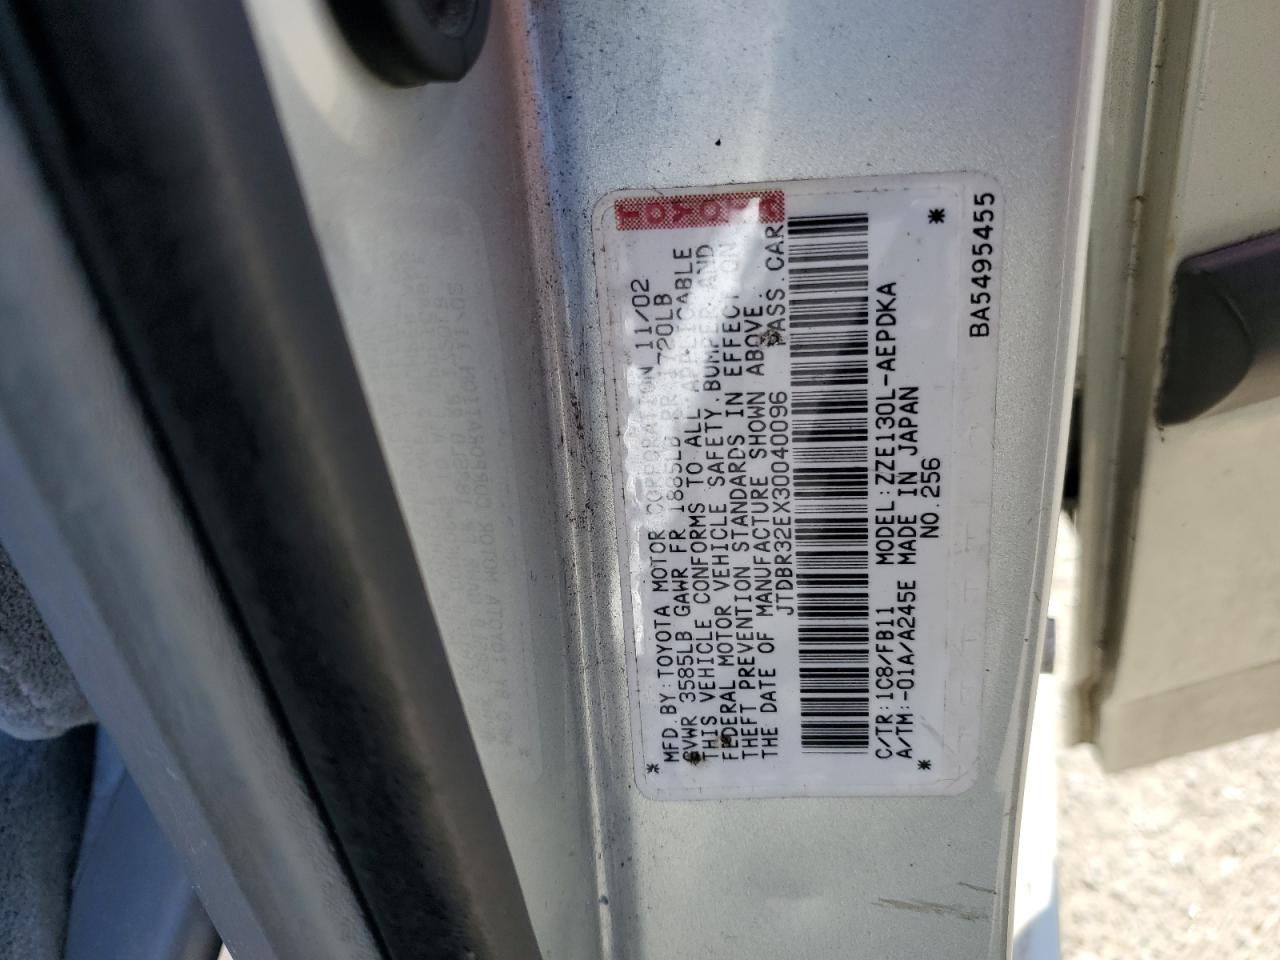 TOYOTA
* MFD.BY:TOYOTA MOTOR CORPORATION 11/02
GVWR 3585LB GAWR FR 1885LB RR 1720LB
THIS VEHICLE CONFORMS TO ALL APPLICABLE
FEDERAL MOTOR VEHICLE SAFETY,BUMPER,AND
THEFT PREVENTION STANDARDS IN EFFECT ON
THE DATE OF MANUFACTURE SHOWN ABOVE.
JTDBR32EX30040096 PASS.CAR
C/TR:1C8/FB11 MODEL:ZZE130L-AEPDKA
A/TM:-01A/A245E MADE IN JAPAN
* NO.256 *
BA5495455